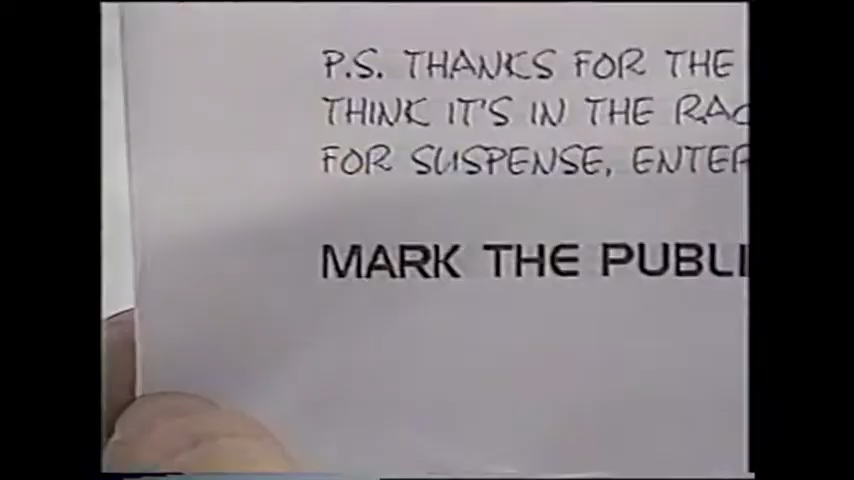 P.S. THANKS FOR THE
THINK IT'S IN THE
FOR SUSPENSE,
MARK THE